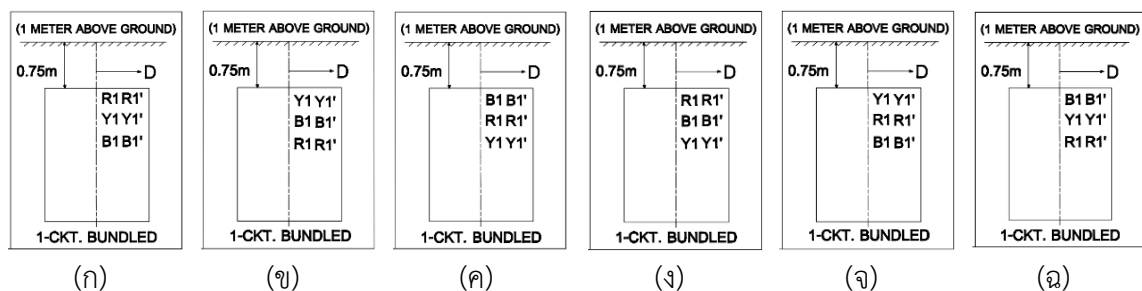 (1 METER ABOVE GROUND)
0.75m
D
R1 R1'
Y1 Y1'
B1 B1'
1-CKT. BUNDLED
(ก)
(1 METER ABOVE GROUND)
0.75m
D
Y1 Y1'
B1 B1'
R1 R1'
1-CKT. BUNDLED
(ข)
(1 METER ABOVE GROUND)
0.75m
D
B1 B1'
R1 R1'
Y1 Y1'
1-CKT. BUNDLED
(ค)
(1 METER ABOVE GROUND)
0.75m
D
R1 R1'
B1 B1'
Y1 Y1'
1-CKT. BUNDLED
(ง)
(1 METER ABOVE GROUND)
0.75m
D
Y1 Y1'
R1 R1'
B1 B1'
1-CKT. BUNDLED
(จ)
(1 METER ABOVE GROUND)
0.75m
D
B1 B1'
Y1 Y1'
R1 R1'
1-CKT. BUNDLED
(ฉ)